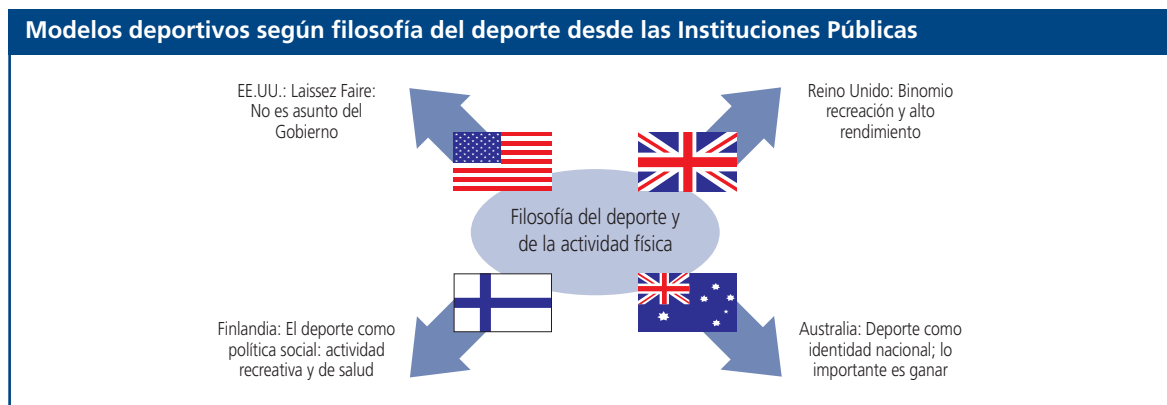 Modelos deportivos según filosofía del deporte desde las Instituciones Públicas
EE.UU.: Laissez Faire:
No es asunto del
Gobierno
Reino Unido: Binomio
recreación y alto
rendimiento
Filosofía del deporte y
de la actividad física
Finlandia: El deporte como
política social: actividad
recreativa y de salud
Australia: Deporte como
identidad nacional; lo
importante es ganar